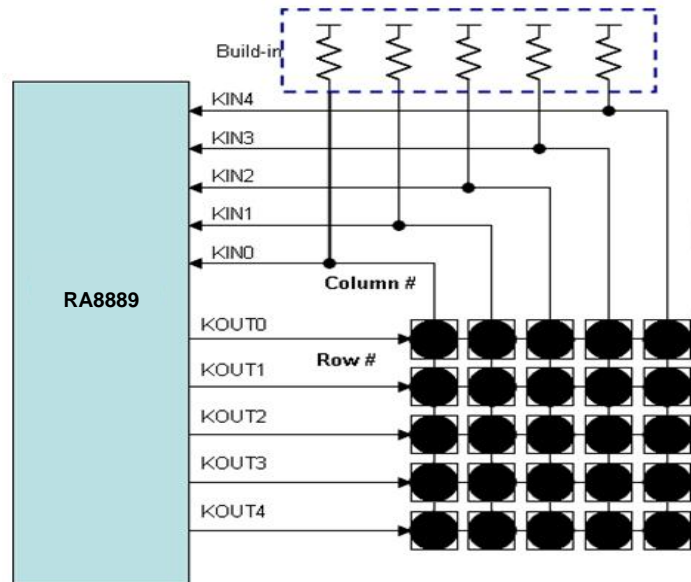 Build-in
KIN4
KIN3
KIN2
KIN1
KIN0
Column #
RA8889
KOUT0
Row #
KOUT1
KOUT2
KOUT3
KOUT4